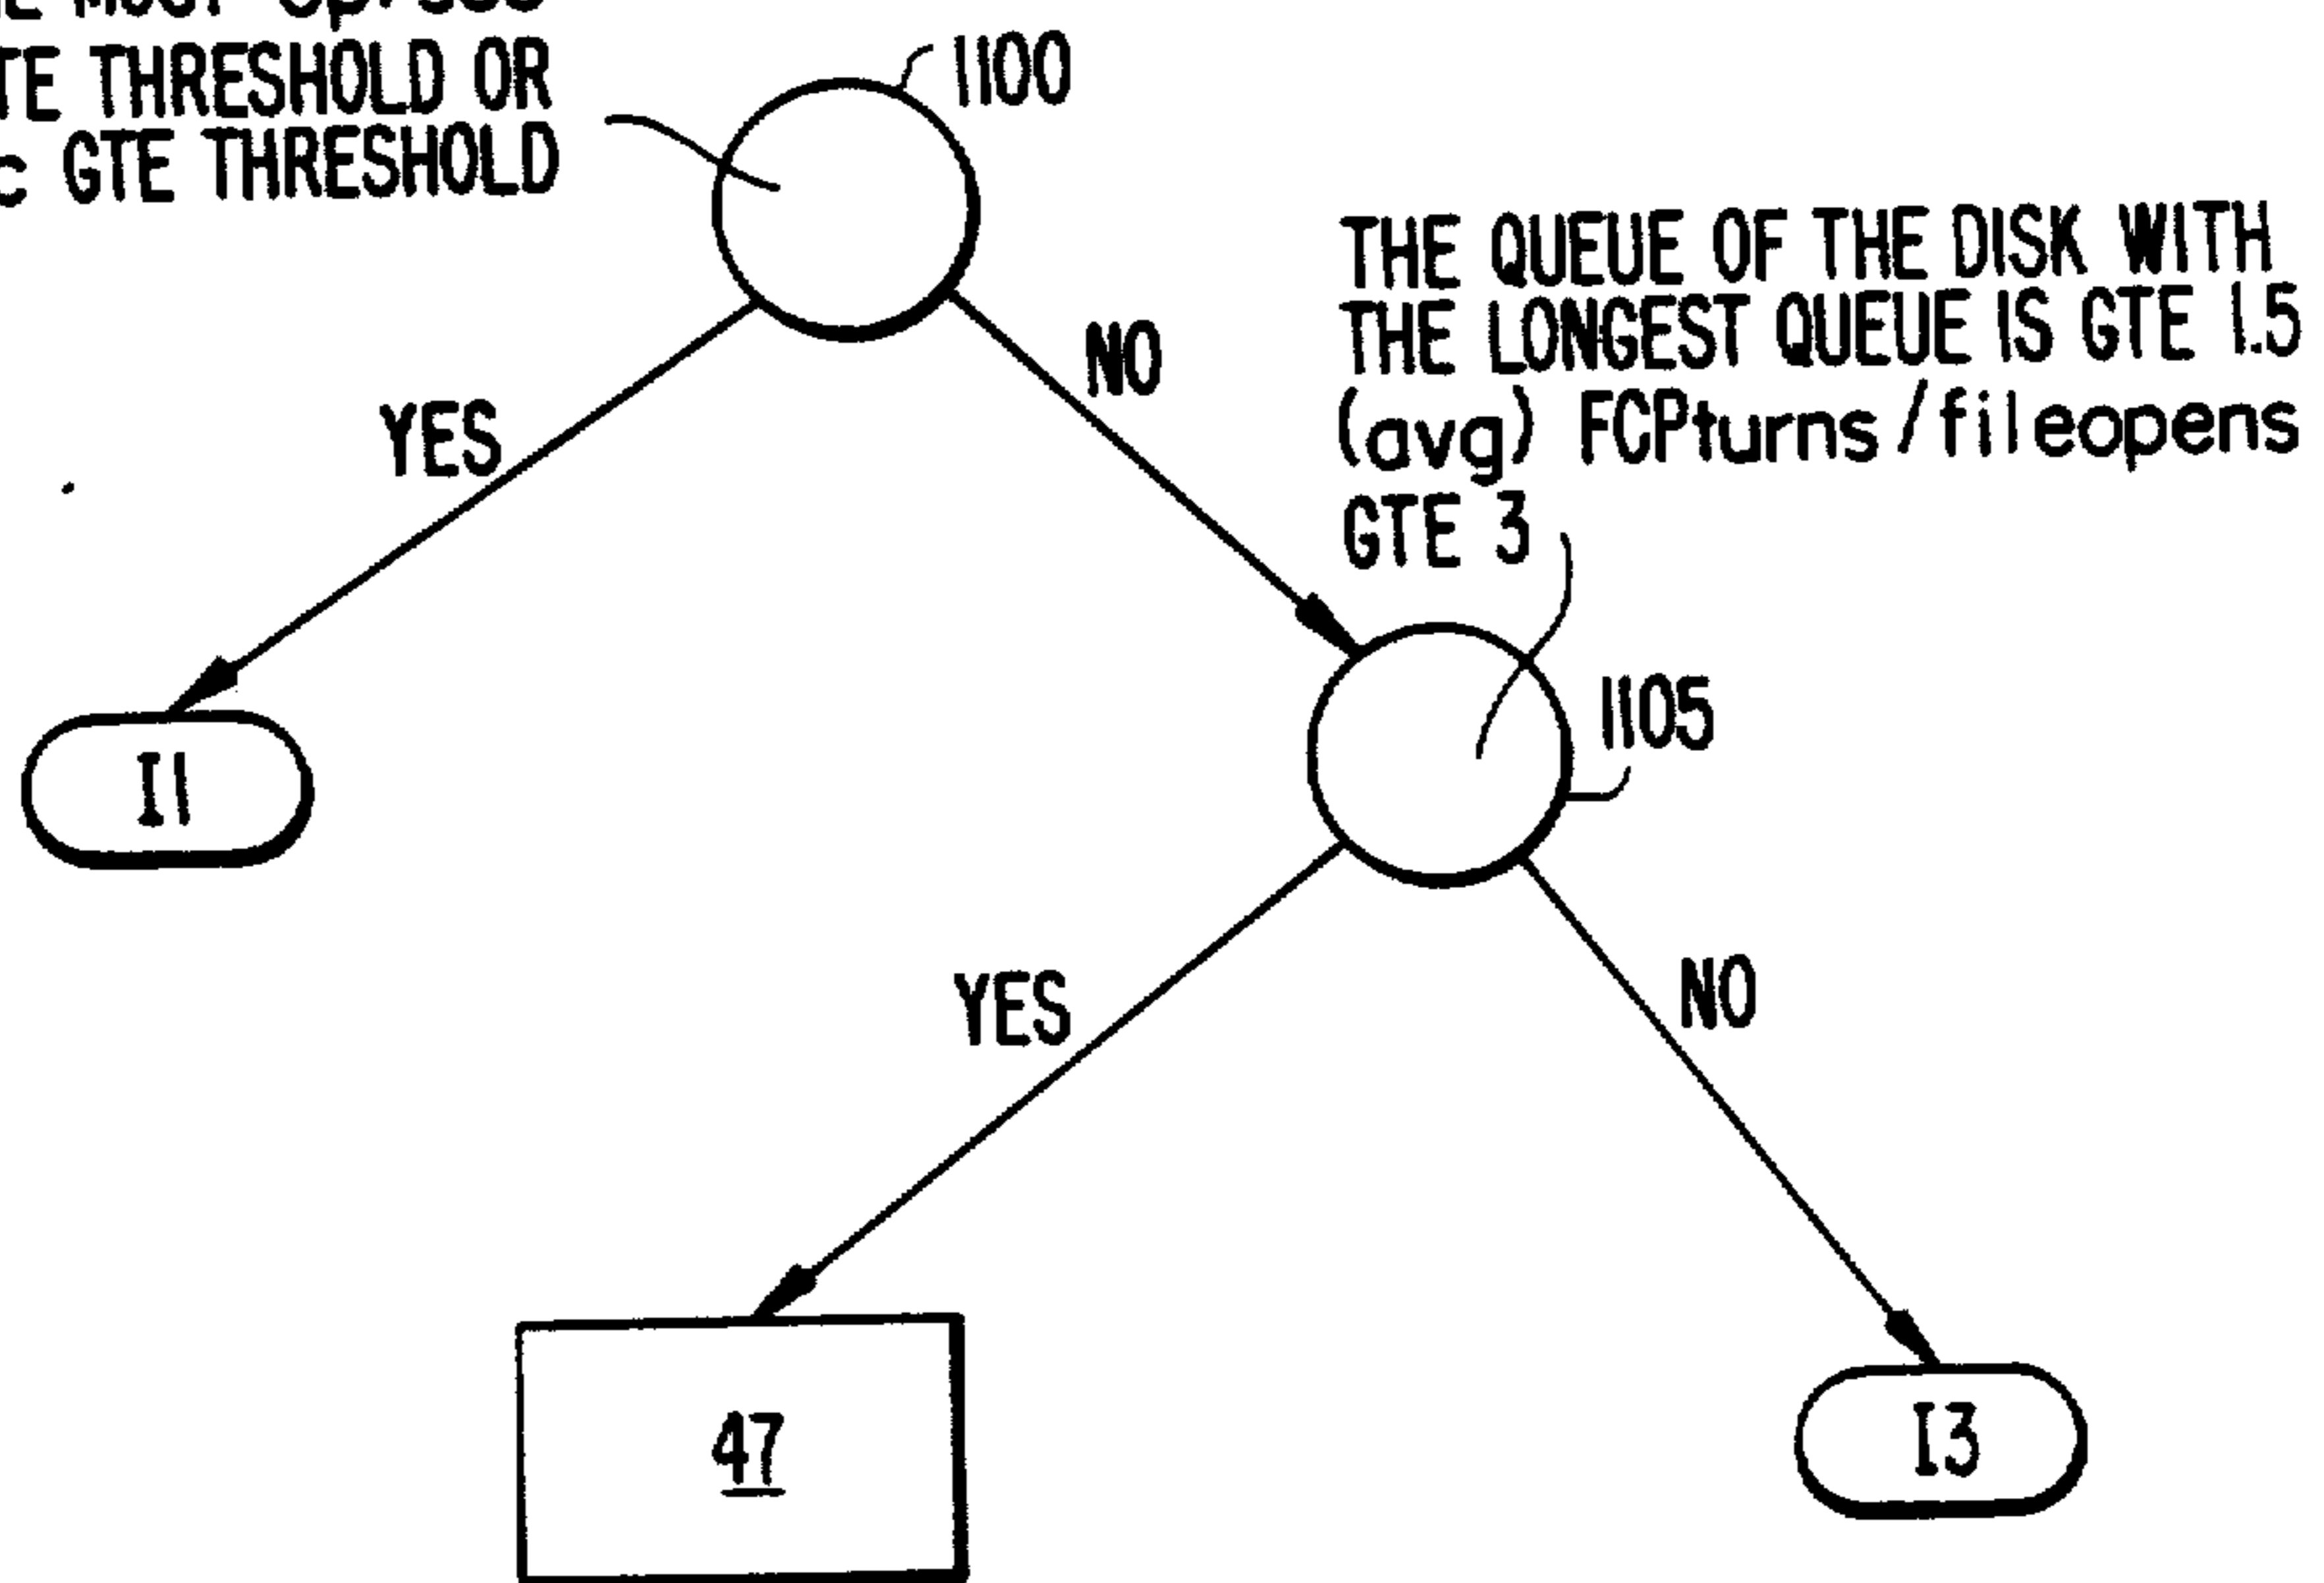 THRESHOLD OR
GTE THRESHOLD
1100
THE QUEUE OF THE DISK WITH
THE LONGEST QUEUE IS GTE 1.5
(avg) FCPturns/fileopens
GTE 3
NO
YES
1105
I1
YES
NO
47
I3